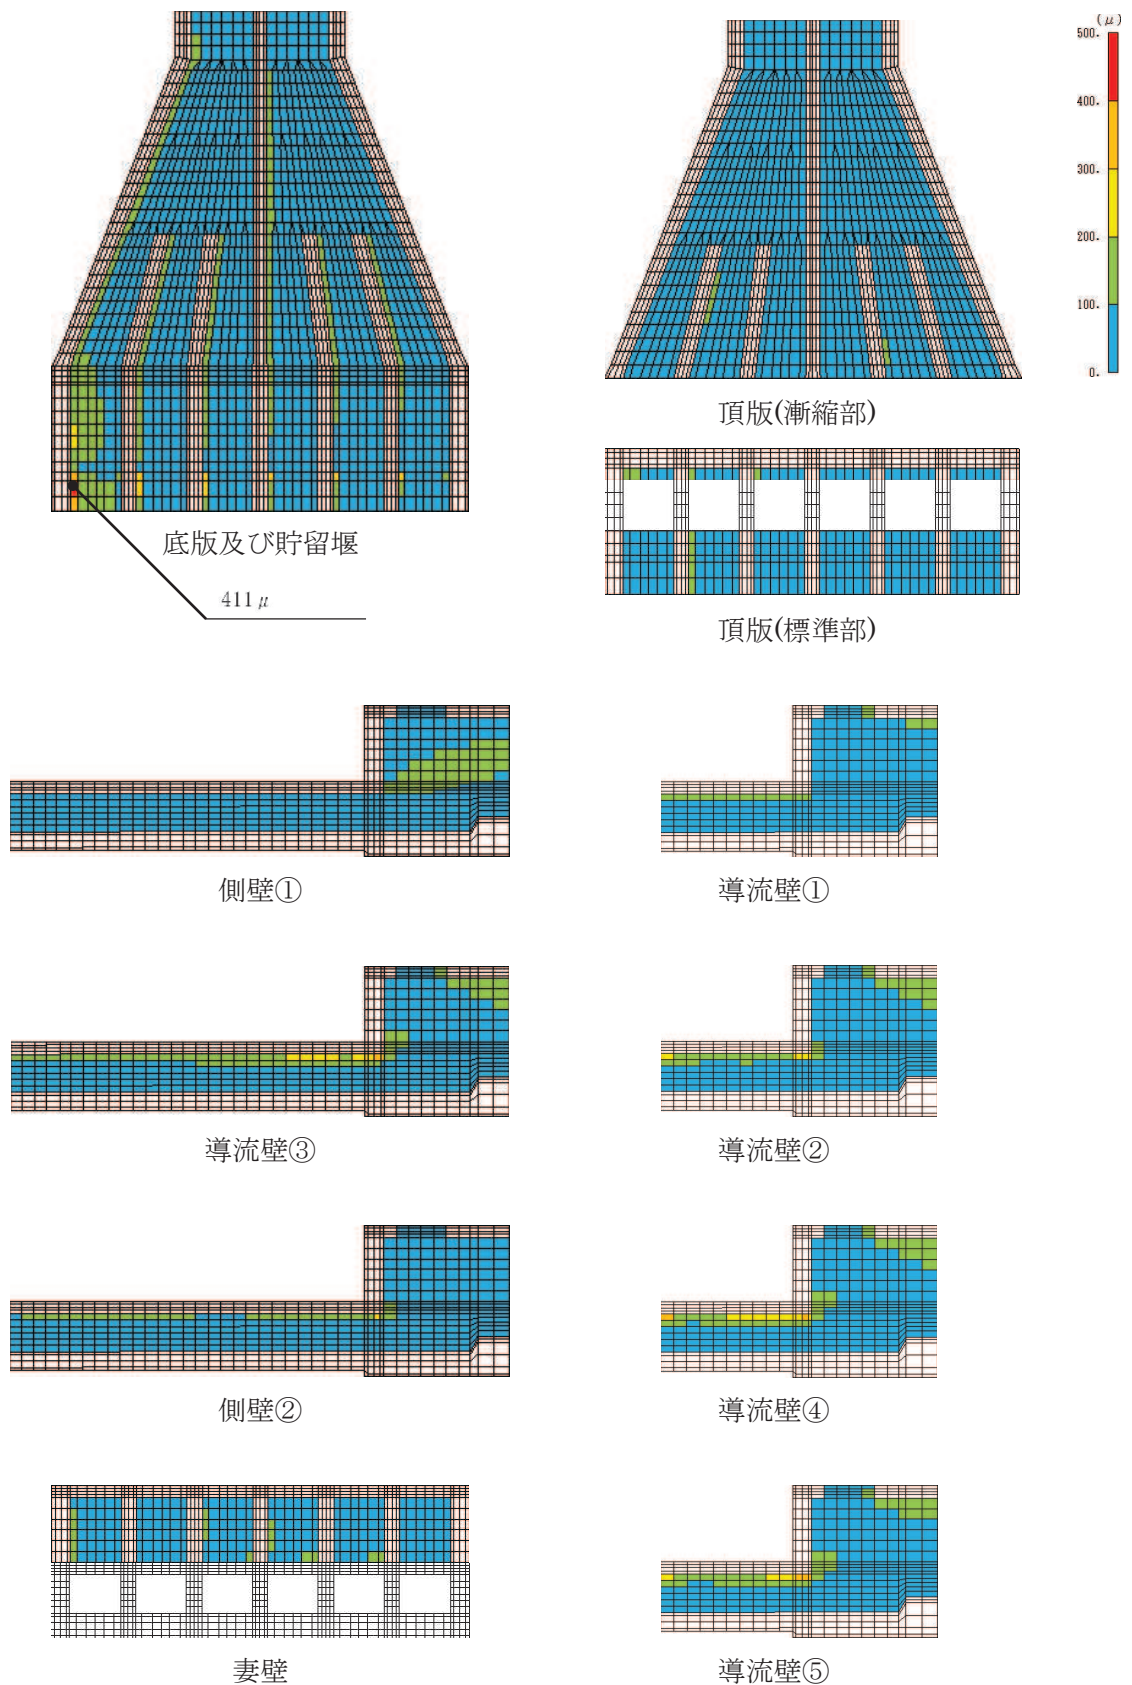 (μ)
500.
400.
300.
200.
100.
0.
底版及び貯留堰
411μ
頂版(漸縮部)
頂版(標準部)
側壁①
導流壁①
導流壁③
導流壁②
側壁②
導流壁④
妻壁
導流壁⑤